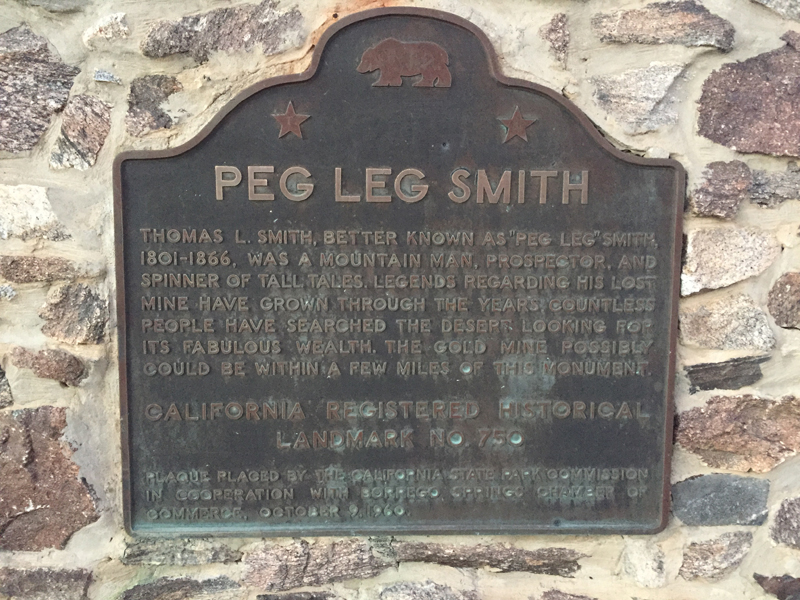 PEG LEG SMITH
THOMAS L. SMITH, BETTER KNOWN AS "PEG LEG" SMITH,
1801-1866, WAS A MOUNTAIN MAN, PROSPECTOR, AND
SPINNER OF TALL TALES. LEGENDS REGARDING HIS LOST
MINE HAVE GROWN THROUGH THE YEARS. COUNTLESS
PEOPLE HAVE SEARCHED THE DESERT LOOKING FOR
ITS FABULOUS WEALTH. THE GOLD MINE POSSIBLY
COULD BE WITHIN A FEW MILES OF THIS MONUMENT.
CALIFORNIA REGISTERED HISTORICAL
LANDMARK NO. 750
PLAQUE PLACED BY THE CALIFORNIA STATE PARK COMMISSION
IN COOPERATION WITH BORREGO SPRINGS CHAMBER OF
COMMERCE, OCTOBER 9, 1960.